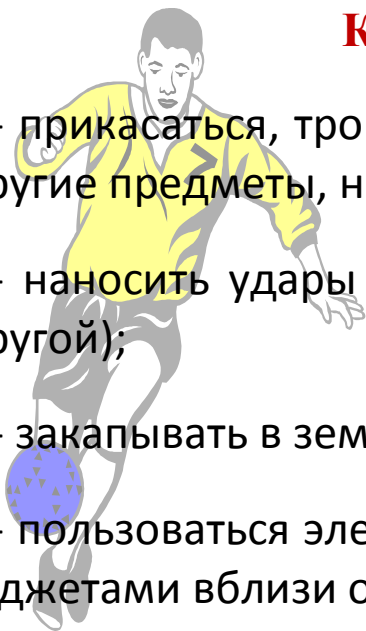 К
- прикасаться, тро
ругие предметы, н
- наносить удары
ругой);
- закапывать в зем
- пользоваться эле
джетами вблизи о